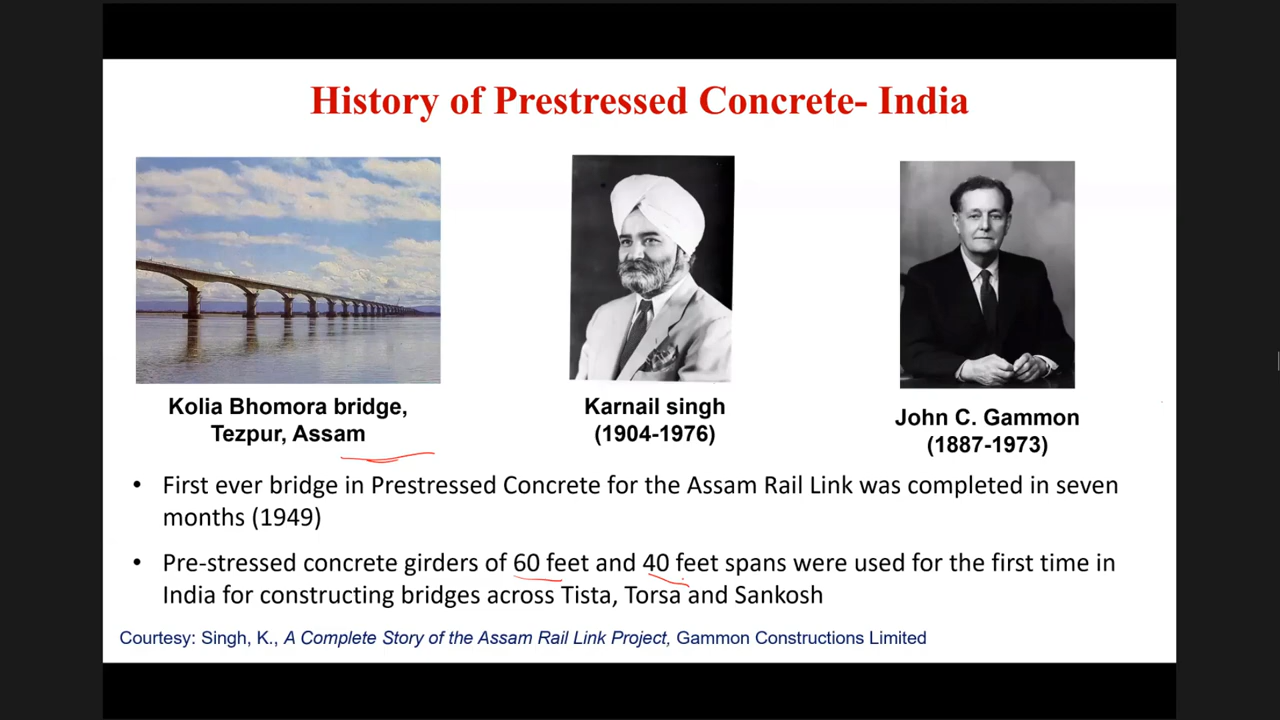 History of Prestressed Concrete- India
Kolia Bhomora bridge,
Tezpur, Assam
Karnail singh
(1904-1976)
John C. Gammon
(1887-1973)
• First ever bridge in Prestressed Concrete for the Assam Rail Link was completed in seven
months (1949)
• Pre-stressed concrete girders of 60 feet and 40 feet spans were used for the first time in
India for constructing bridges across Tista, Torsa and Sankosh
Courtesy: Singh, K., A Complete Story of the Assam Rail Link Project, Gammon Constructions Limited